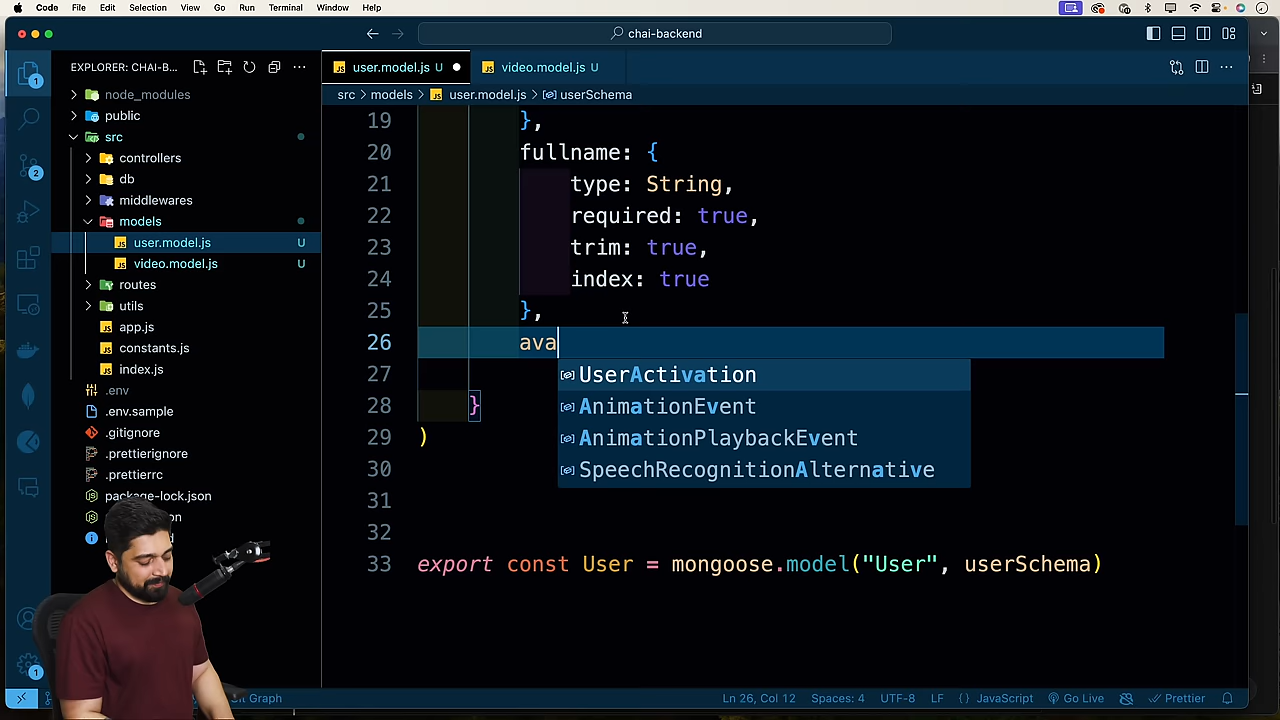 Code File Edit Selection View Go Run Terminal Window Help
chai-backend
EXPLORER: CHAI-B...
user.model.js U
video.model.js U
src > models > user.model.js > userSchema
node_modules
public
src
controllers
db
middlewares
models
user.model.js U
video.model.js U
routes
utils
app.js
constants.js
index.js
.env
.env.sample
.gitignore
.prettierignore
.prettierrc
package-lock.json
19 },
20 fullname: {
21 type: String,
22 required: true,
23 trim: true,
24 index: true
25 },
26 ava
27
28 }
29 )
30
31
32
33 export const User = mongoose.model("User", userSchema)
UserActivation
AnimationEvent
AnimationPlaybackEvent
SpeechRecognitionAlternative
1
2
1
Graph
Ln 26, Col 12 Spaces: 4 UTF-8 LF {} JavaScript Go Live Prettier